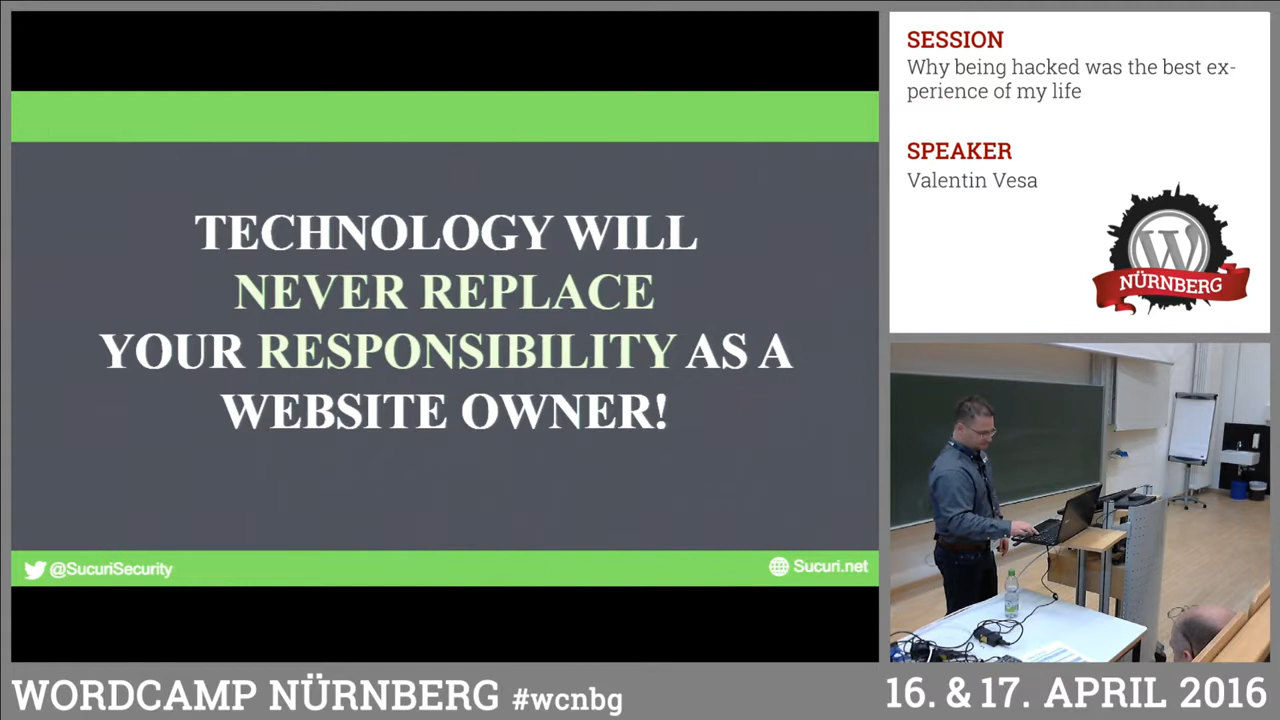 TECHNOLOGY WILL
NEVER REPLACE
YOUR RESPONSIBILITY AS A
WEBSITE OWNER!
@SucuriSecurity
Sucuri.net
SESSION
Why being hacked was the best ex-
perience of my life
SPEAKER
Valentin Vesa
W
NÜRNBERG
WORDCAMP NÜRNBERG #wcnbg
16. & 17. APRIL 2016